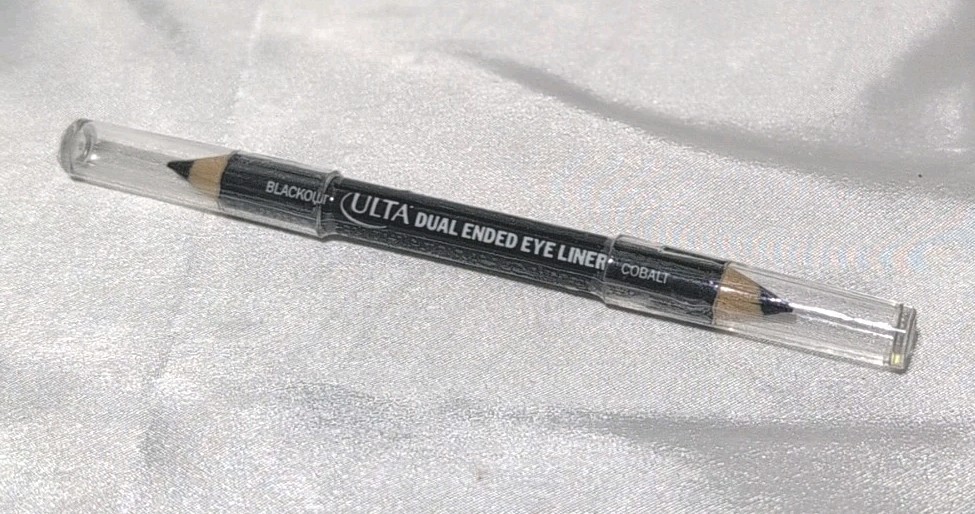 BLACKOUT ULTA DUAL ENDED EYE LINER COBALT